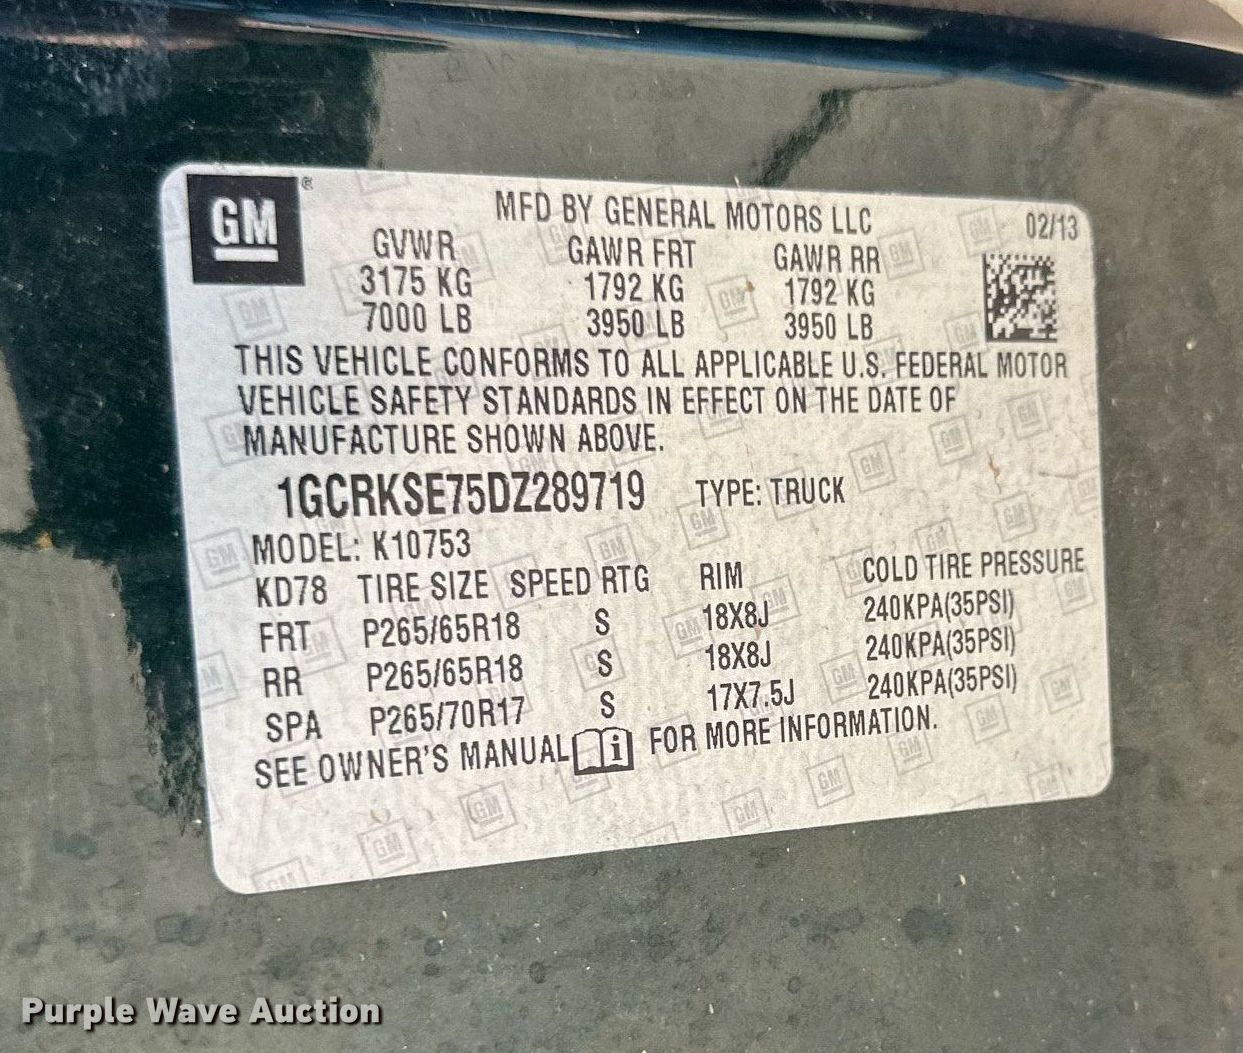 GM ®
MFD BY GENERAL MOTORS LLC 02/13
GVWR GAWR FRT GAWR RR
3175 KG 1792 KG 1792 KG
7000 LB 3950 LB 3950 LB
THIS VEHICLE CONFORMS TO ALL APPLICABLE U.S. FEDERAL MOTOR
VEHICLE SAFETY STANDARDS IN EFFECT ON THE DATE OF
MANUFACTURE SHOWN ABOVE.
1GCRKSE75DZ289719 TYPE: TRUCK
MODEL: K10753
KD78 TIRE SIZE SPEED RTG RIM COLD TIRE PRESSURE
FRT P265/65R18 S 18X8J 240KPA(35PSI)
RR P265/65R18 S 18X8J 240KPA(35PSI)
SPA P265/70R17 S 17X7.5J 240KPA(35PSI)
SEE OWNER'S MANUAL i FOR MORE INFORMATION.
Purple Wave Auction